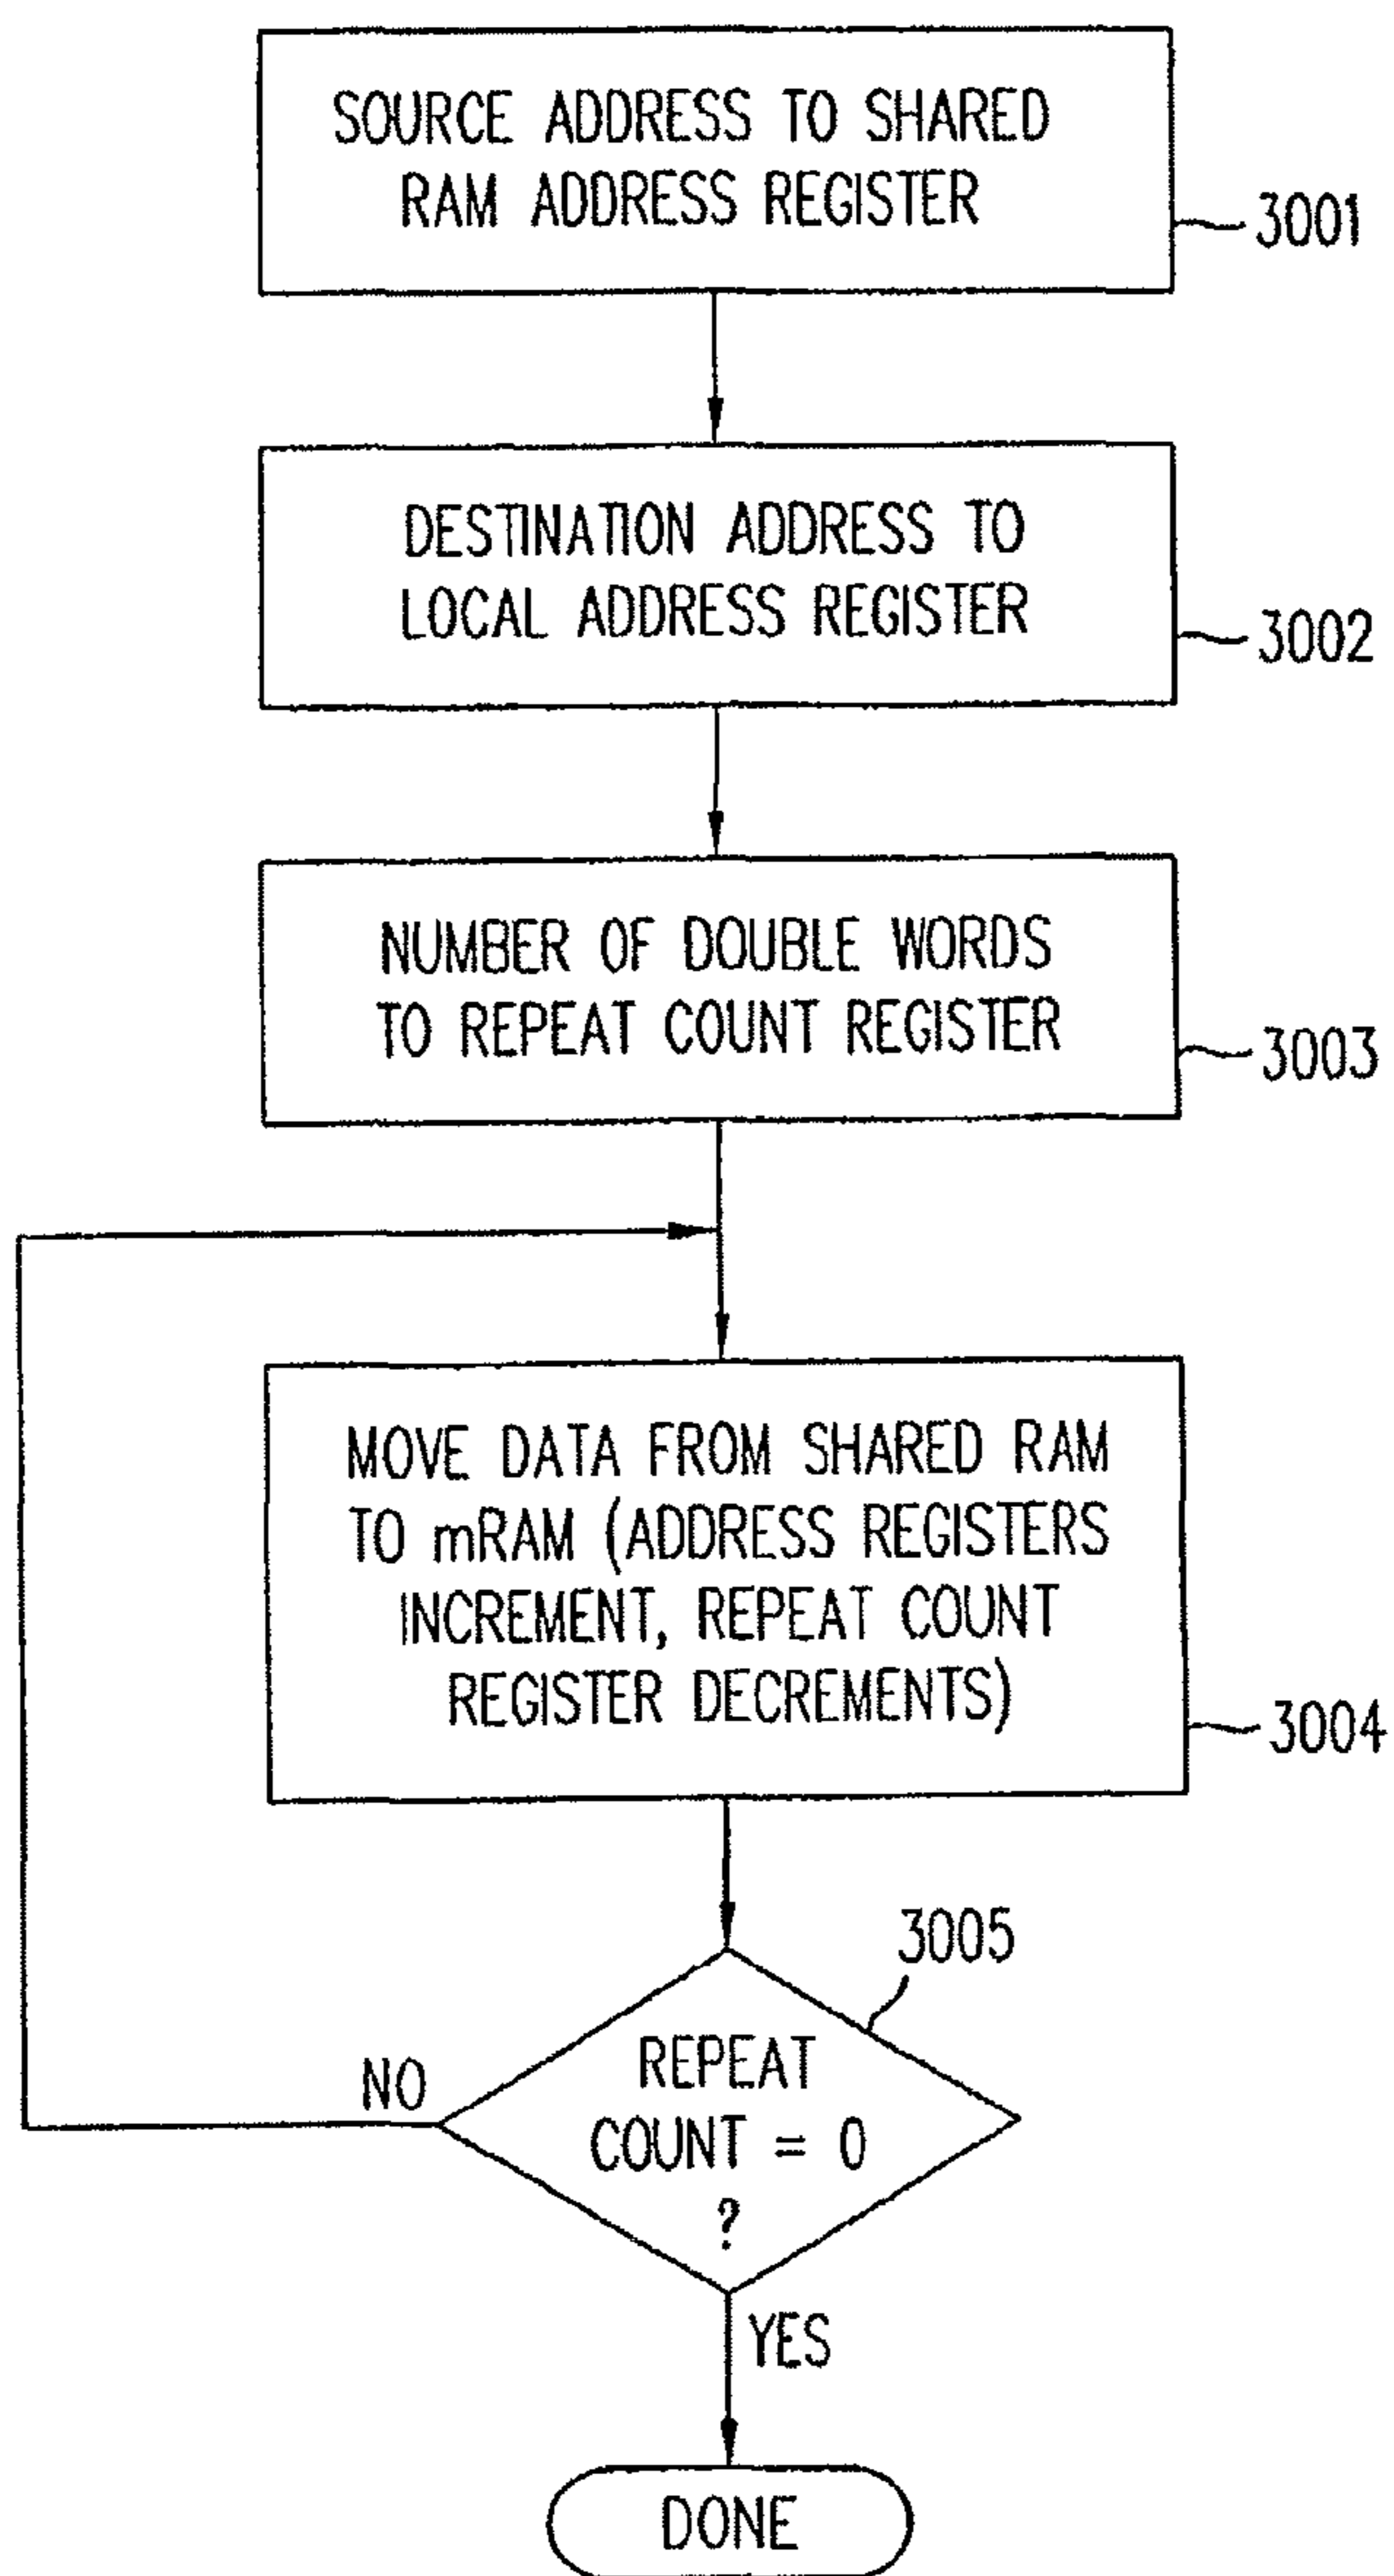 SOURCE ADDRESS TO SHARED
RAM ADDRESS REGISTER
3001
DESTINATION ADDRESS TO
LOCAL ADDRESS REGISTER
3002
NUMBER OF DOUBLE WORDS
TO REPEAT COUNT REGISTER
3003
MOVE DATA FROM SHARED RAM
TO mRAM (ADDRESS REGISTERS
INCREMENT, REPEAT COUNT
REGISTER DECREMENTS)
3004
3005
REPEAT
COUNT = 0
?
NO
YES
DONE